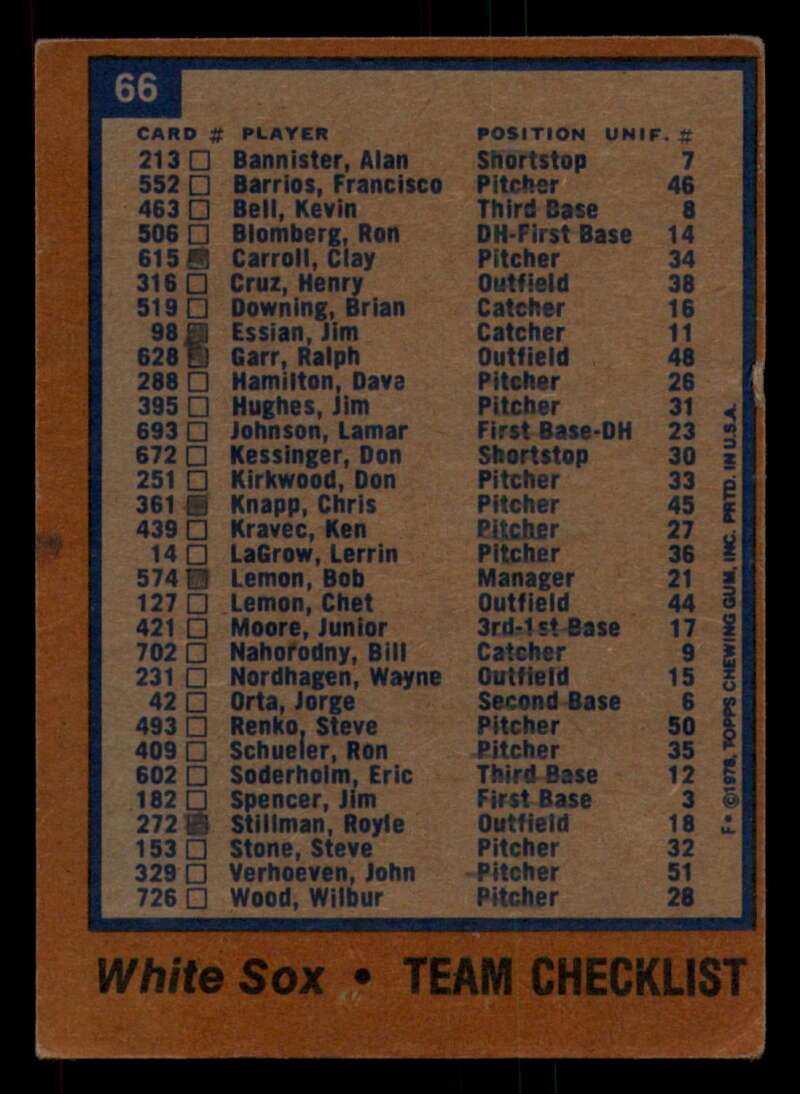 66
CARD # PLAYER POSITION UNIF. #
213 Bannister, Alan Shortstop 7
552 Barrios, Francisco Pitcher 46
463 Bell, Kevin Third Base 8
506 Blomberg, Ron DH-First Base 14
615 Carroll, Clay Pitcher 34
316 Cruz, Henry Outfield 38
519 Downing, Brian Catcher 16
98 Essian, Jim Catcher 11
628 Garr, Ralph Outfield 48
288 Hamilton, Dave Pitcher 26
395 Hughes, Jim Pitcher 31
693 Johnson, Lamar First Base-DH 23
672 Kessinger, Don Shortstop 30
251 Kirkwood, Don Pitcher 33
361 Knapp, Chris Pitcher 45
439 Kravec, Ken Pitcher 27
14 LaGrow, Lerrin Pitcher 36
574 Lemon, Bob Manager 21
127 Lemon, Chet Outfield 44
421 Moore, Junior 3rd-1st Base 17
702 Nahorodny, Bill Catcher 9
231 Nordhagen, Wayne Outfield 15
42 Orta, Jorge Second Base 6
493 Renko, Steve Pitcher 50
409 Schueler, Ron Pitcher 35
602 Soderholm, Eric Third Base 12
182 Spencer, Jim First Base 3
272 Stillman, Royle Outfield 18
153 Stone, Steve Pitcher 32
329 Verhoeven, John Pitcher 51
726 Wood, Wilbur Pitcher 28
F* ©1978, TOPPS CHEWING GUM, INC. PRTD. IN U.S.A.
White Sox • TEAM CHECKLIST